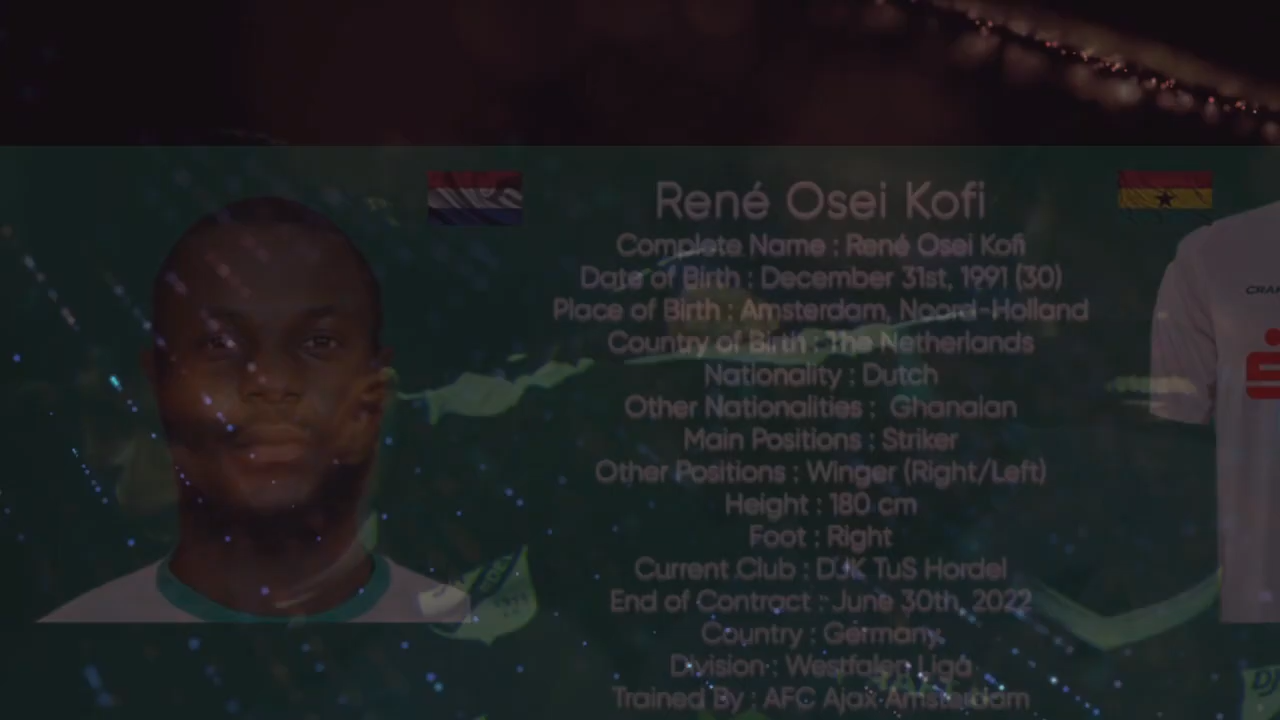 René Osei Kofi
Complete Name : René Osei Kofi
Date of Birth : December 31st, 1991 (30)
Place of Birth : Amsterdam, Noord-Holland
Country of Birth : The Netherlands
Nationality : Dutch
Other Nationalities : Ghanaian
Main Positions : Striker
Other Positions : Winger (Right/Left)
Height : 180 cm
Foot : Right
Current Club : DJK TuS Hordel
End of Contract : June 30th, 2022
Country : Germany
Division : Westfalen Liga
Trained By : AFC Ajax Amsterdam